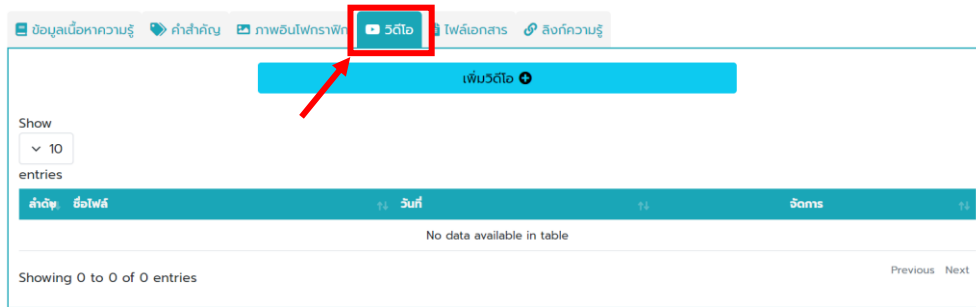 ข้อมูลเนื้อหาความรู้ คำสำคัญ ภาพอินโฟกราฟิก วิดีโอ ไฟล์เอกสาร ลิงก์ความรู้
เพิ่มวิดีโอ
Show
10
entries
ลำดับ ชื่อไฟล์ วันที่ จัดการ
No data available in table
Showing 0 to 0 of 0 entries Previous Next